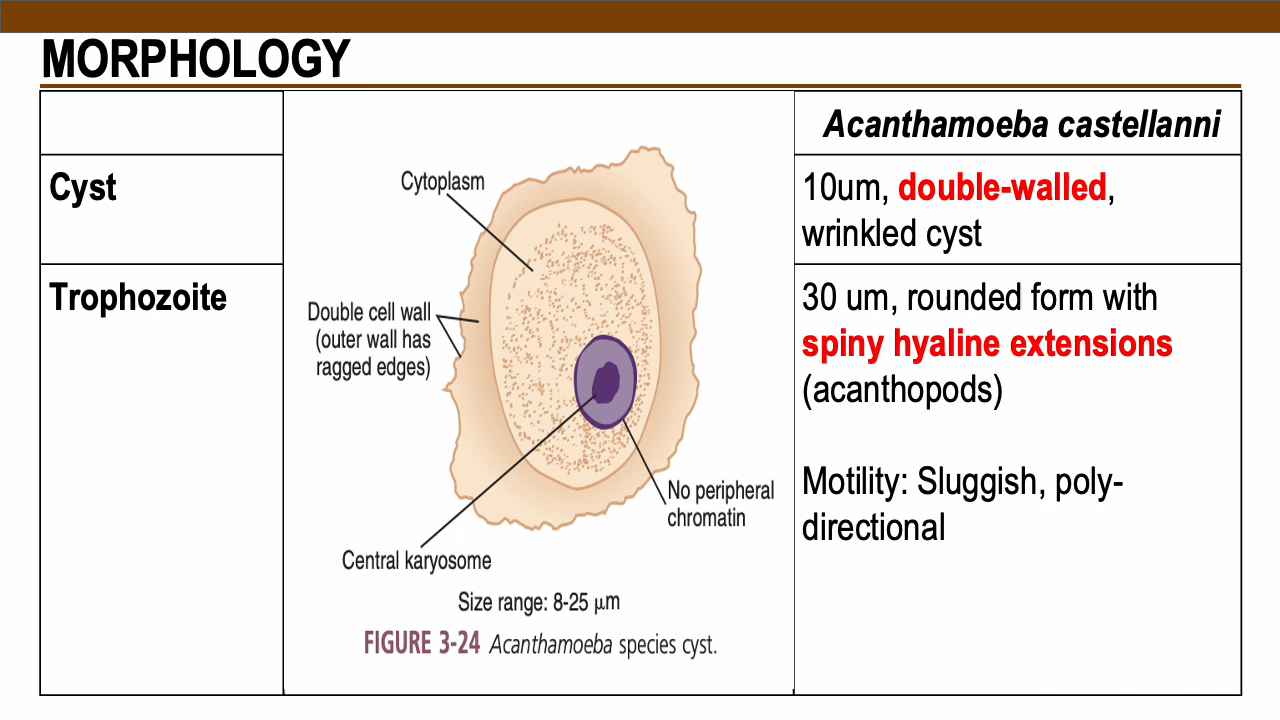 MORPHOLOGY
Acanthamoeba castellanni
Cyst
10um, double-walled,
wrinkled cyst
Trophozoite
30 um, rounded form with
spiny hyaline extensions
(acanthopods)
Motility: Sluggish, poly-
directional
Cytoplasm
Double cell wall
(outer wall has
ragged edges)
No peripheral
chromatin
Central karyosome
Size range: 8-25 µm
FIGURE 3-24 Acanthamoeba species cyst.